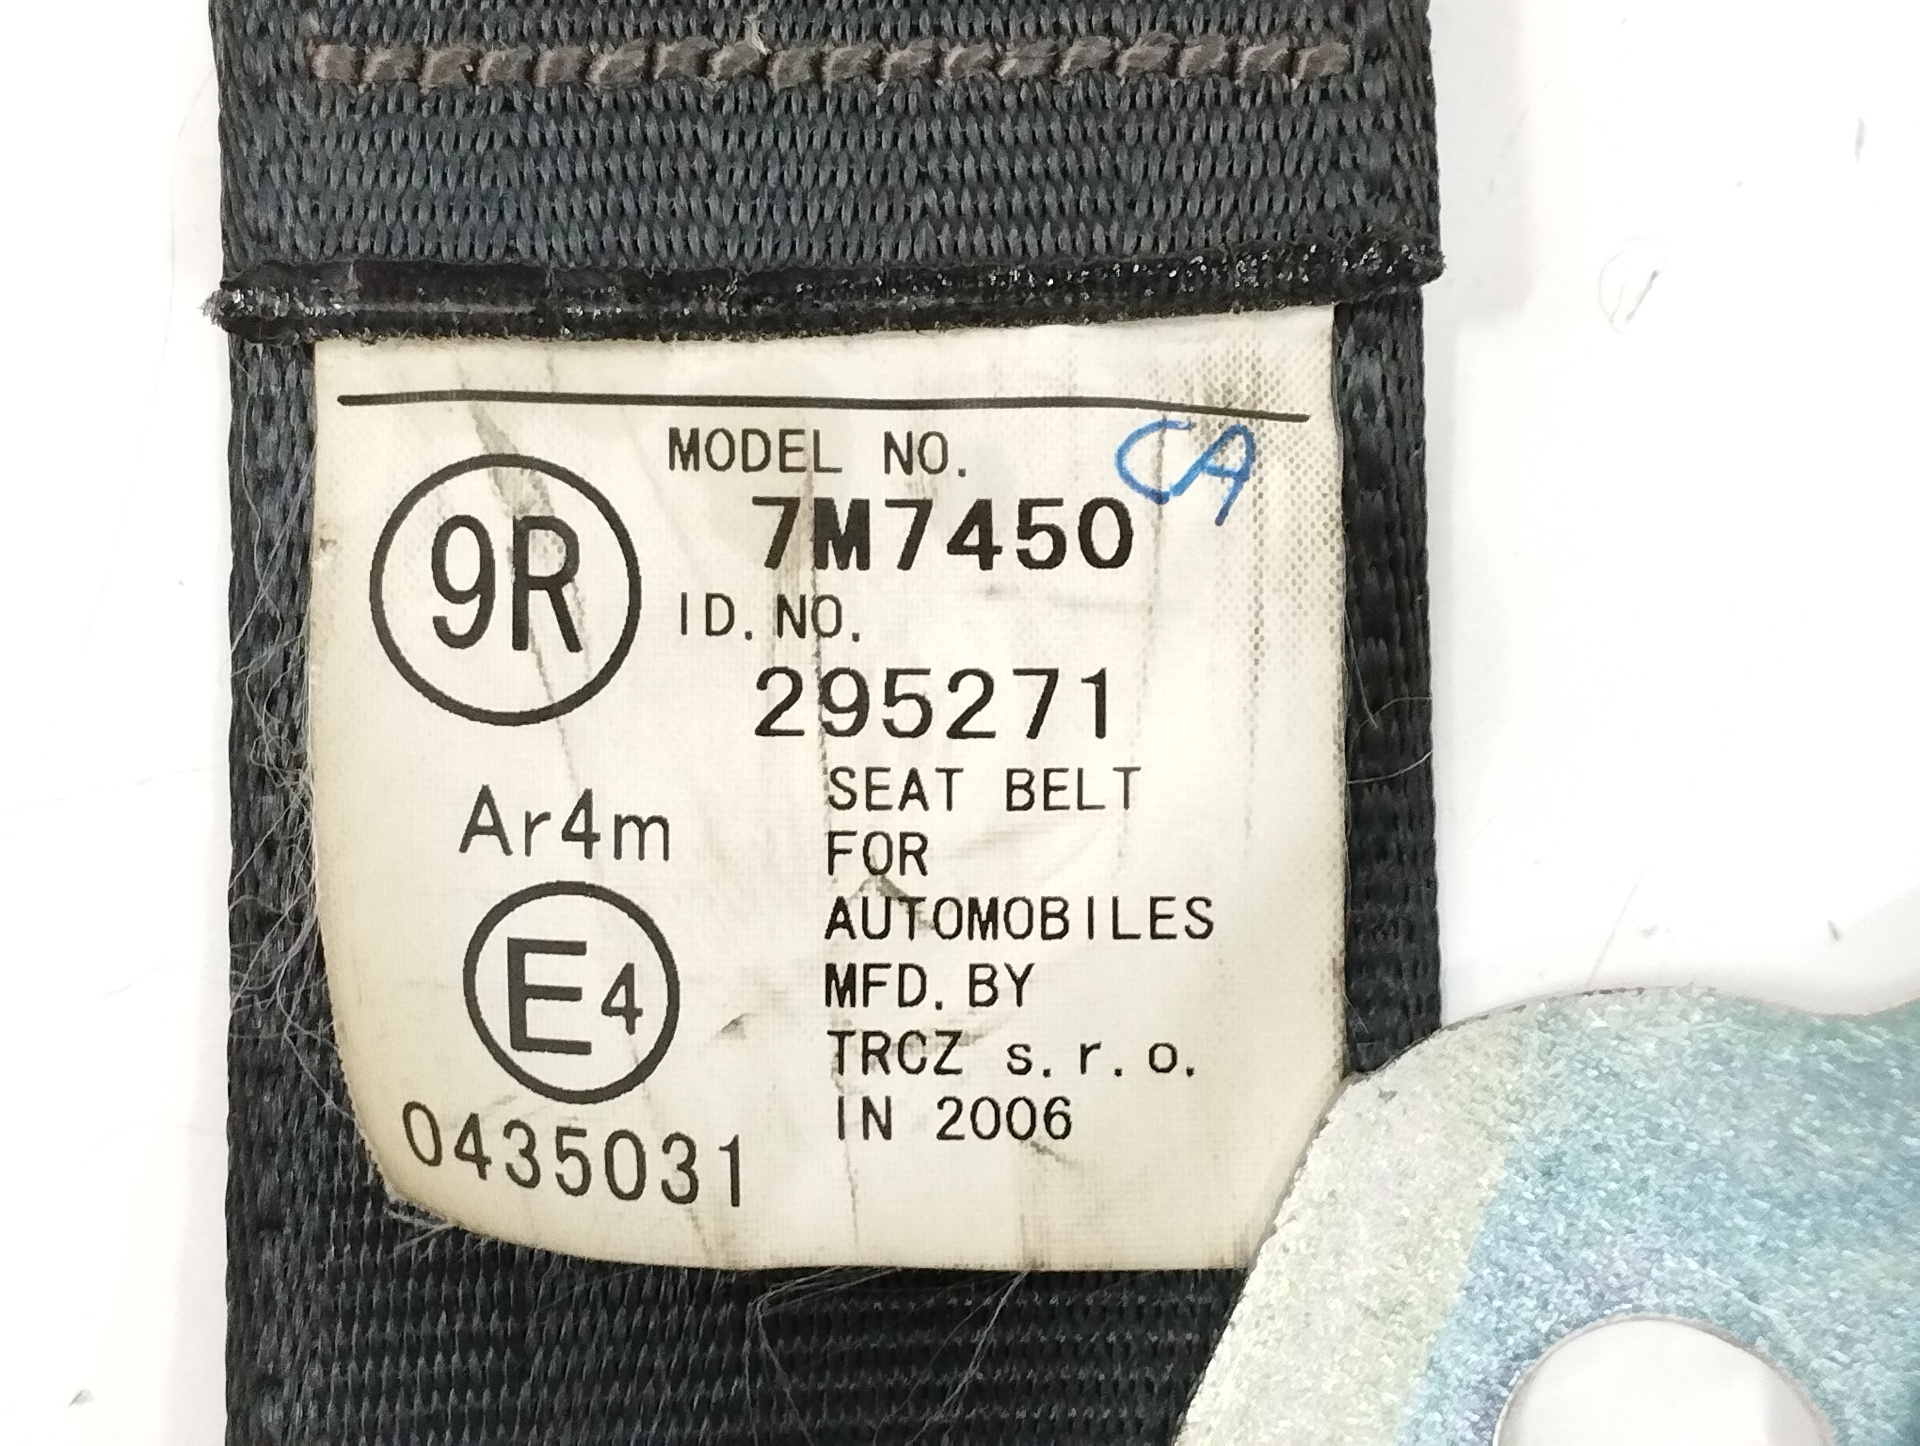 MODEL NO.
CA
7M7450
9R
ID. NO.
295271
Ar4m
E4
0435031
SEAT BELT
FOR
AUTOMOBILES
MFD. BY
TRCZ s.r.o.
IN 2006